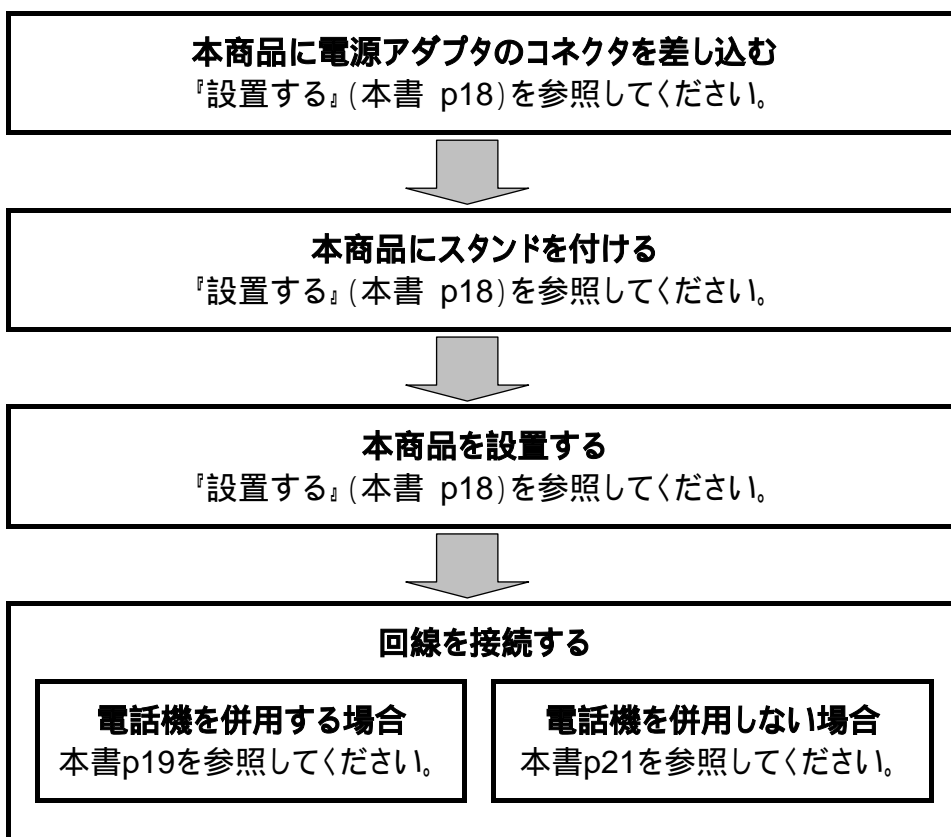 本商品に電源アダプタのコネクタを差し込む
『設置する』(本書 p18)を参照してください。
本商品にスタンドを付ける
『設置する』(本書 p18)を参照してください。
本商品を設置する
『設置する』(本書 p18)を参照してください。
回線を接続する
電話機を併用する場合
本書p19を参照してください。
電話機を併用しない場合
本書p21を参照してください。